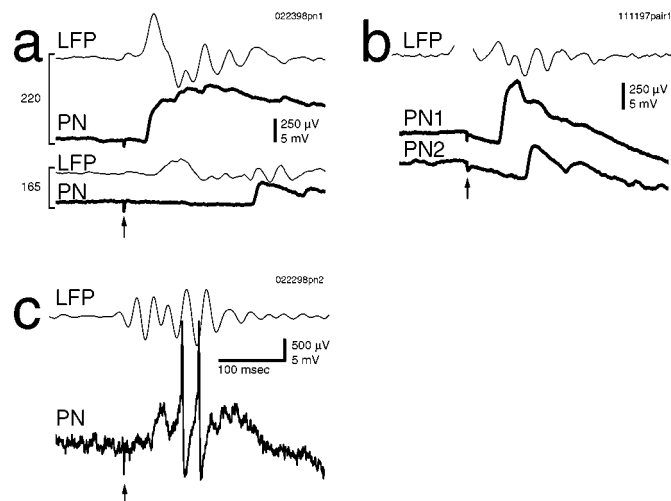 a
022398pn1
LFP
220
PN
250 µV
5 mV
LFP
165
PN
b
111197pair1
LFP
250 µV
5 mV
PN1
PN2
c
022298pn2
LFP
500 µV
5 mV
100 msec
PN